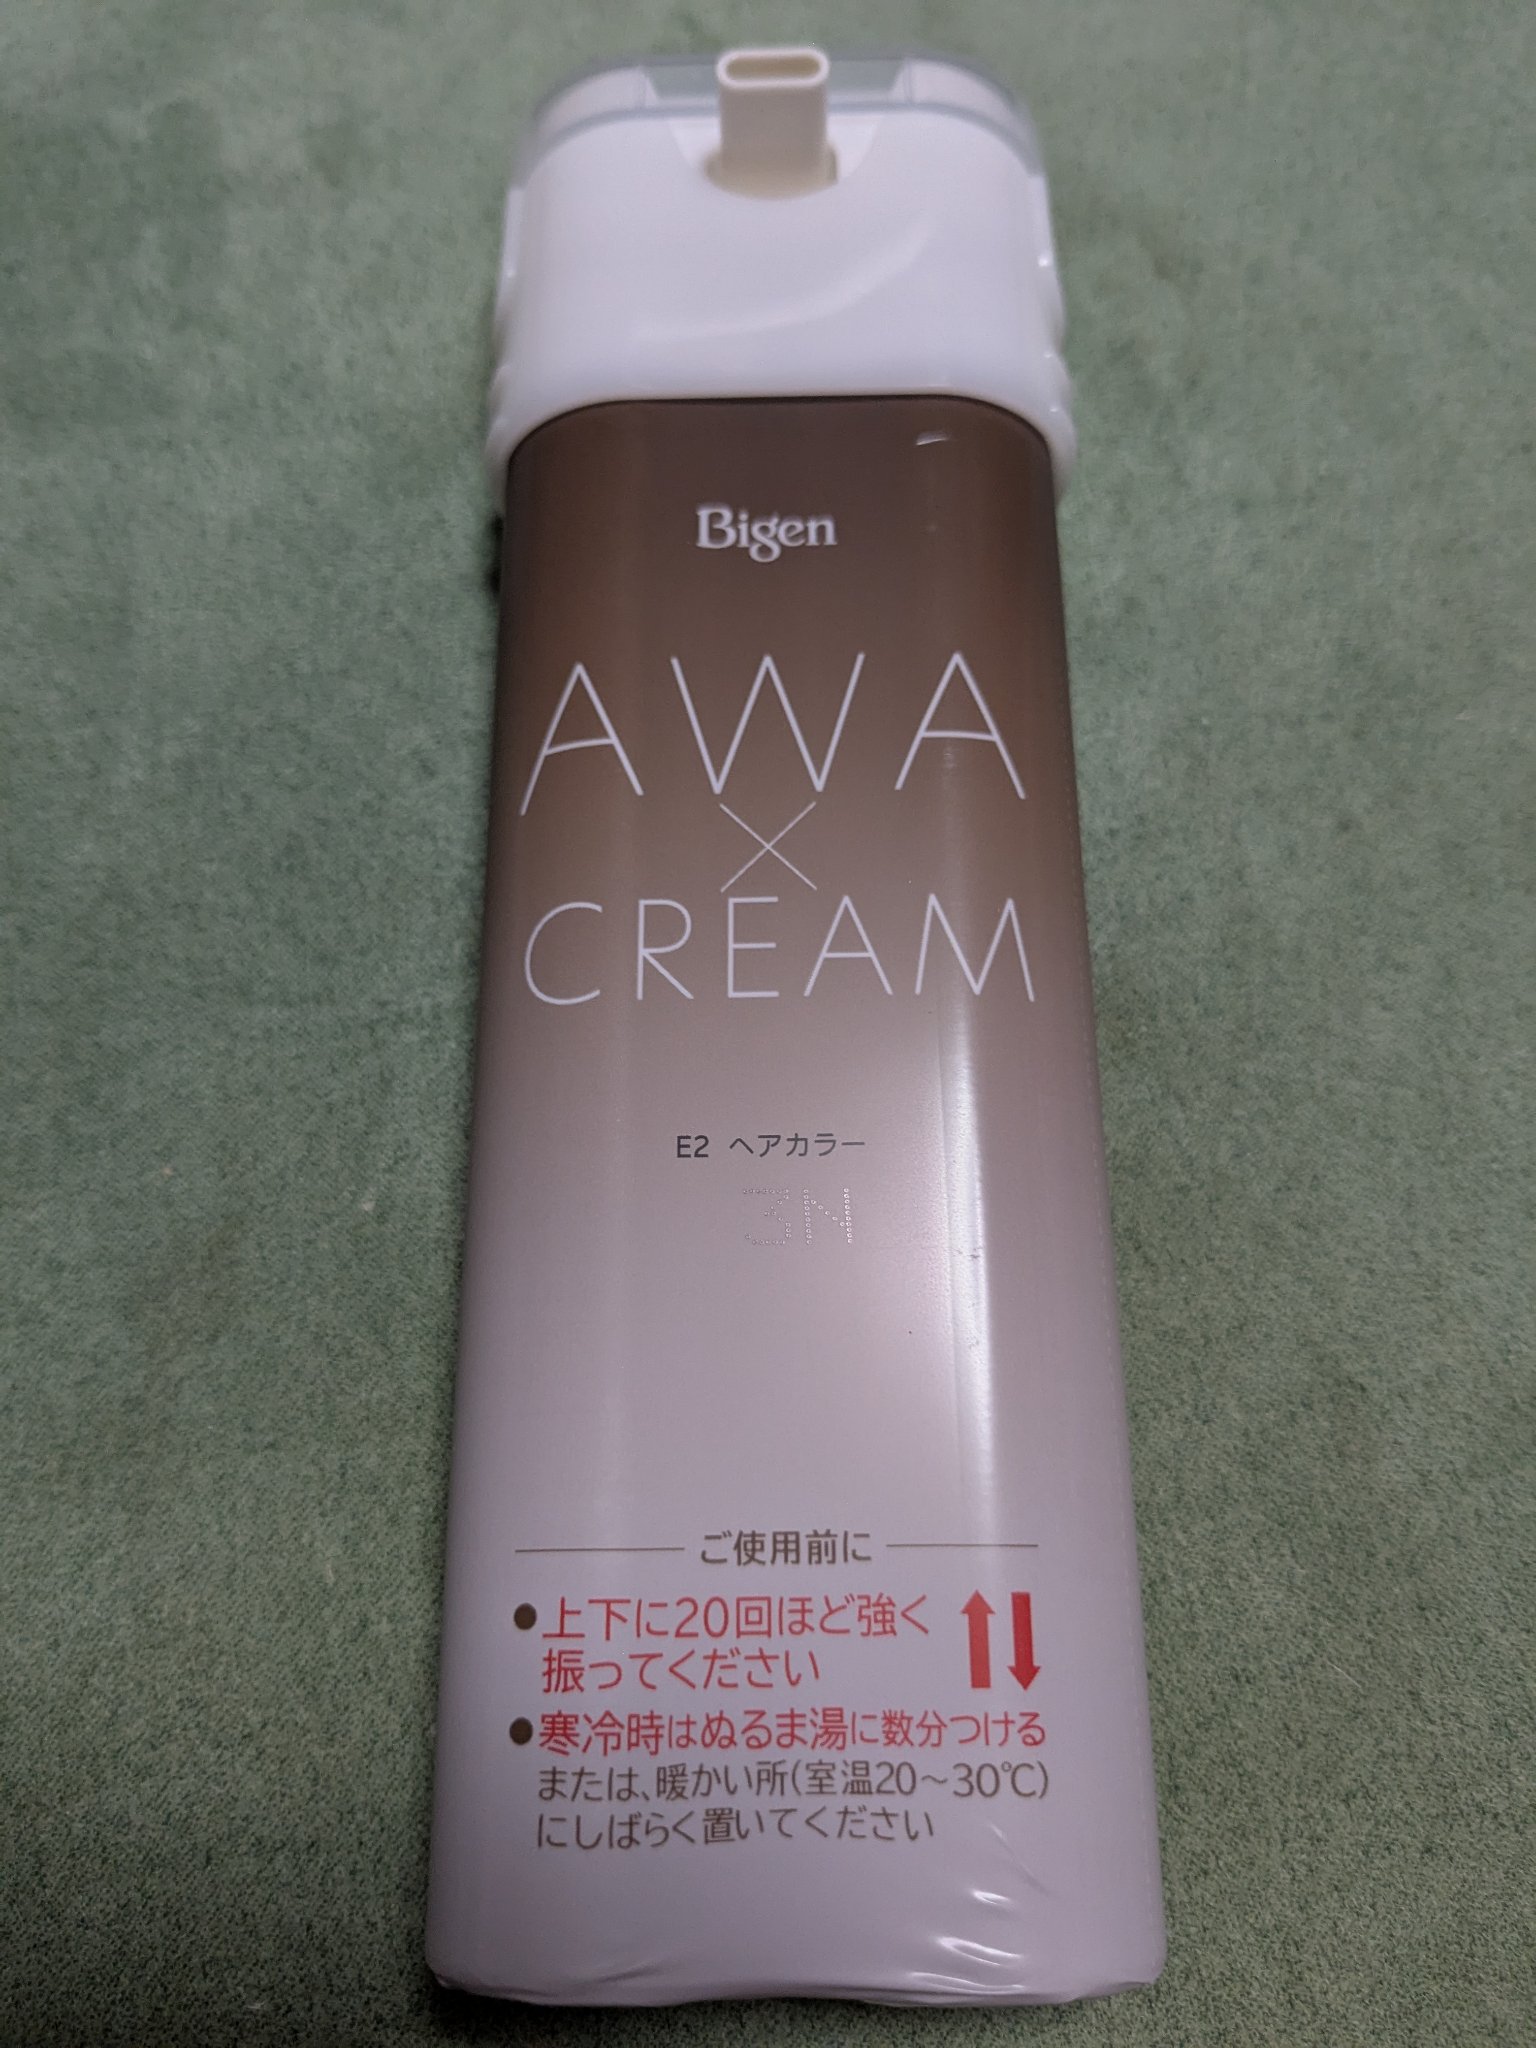 Bigen
AWA
×
CREAM
E2 ヘアカラー
3N
ご使用前に
●上下に20回ほど強く
振ってください
●寒冷時はぬるま湯に数分つける
または、暖かい所(室温20～30℃)
にしばらく置いてください